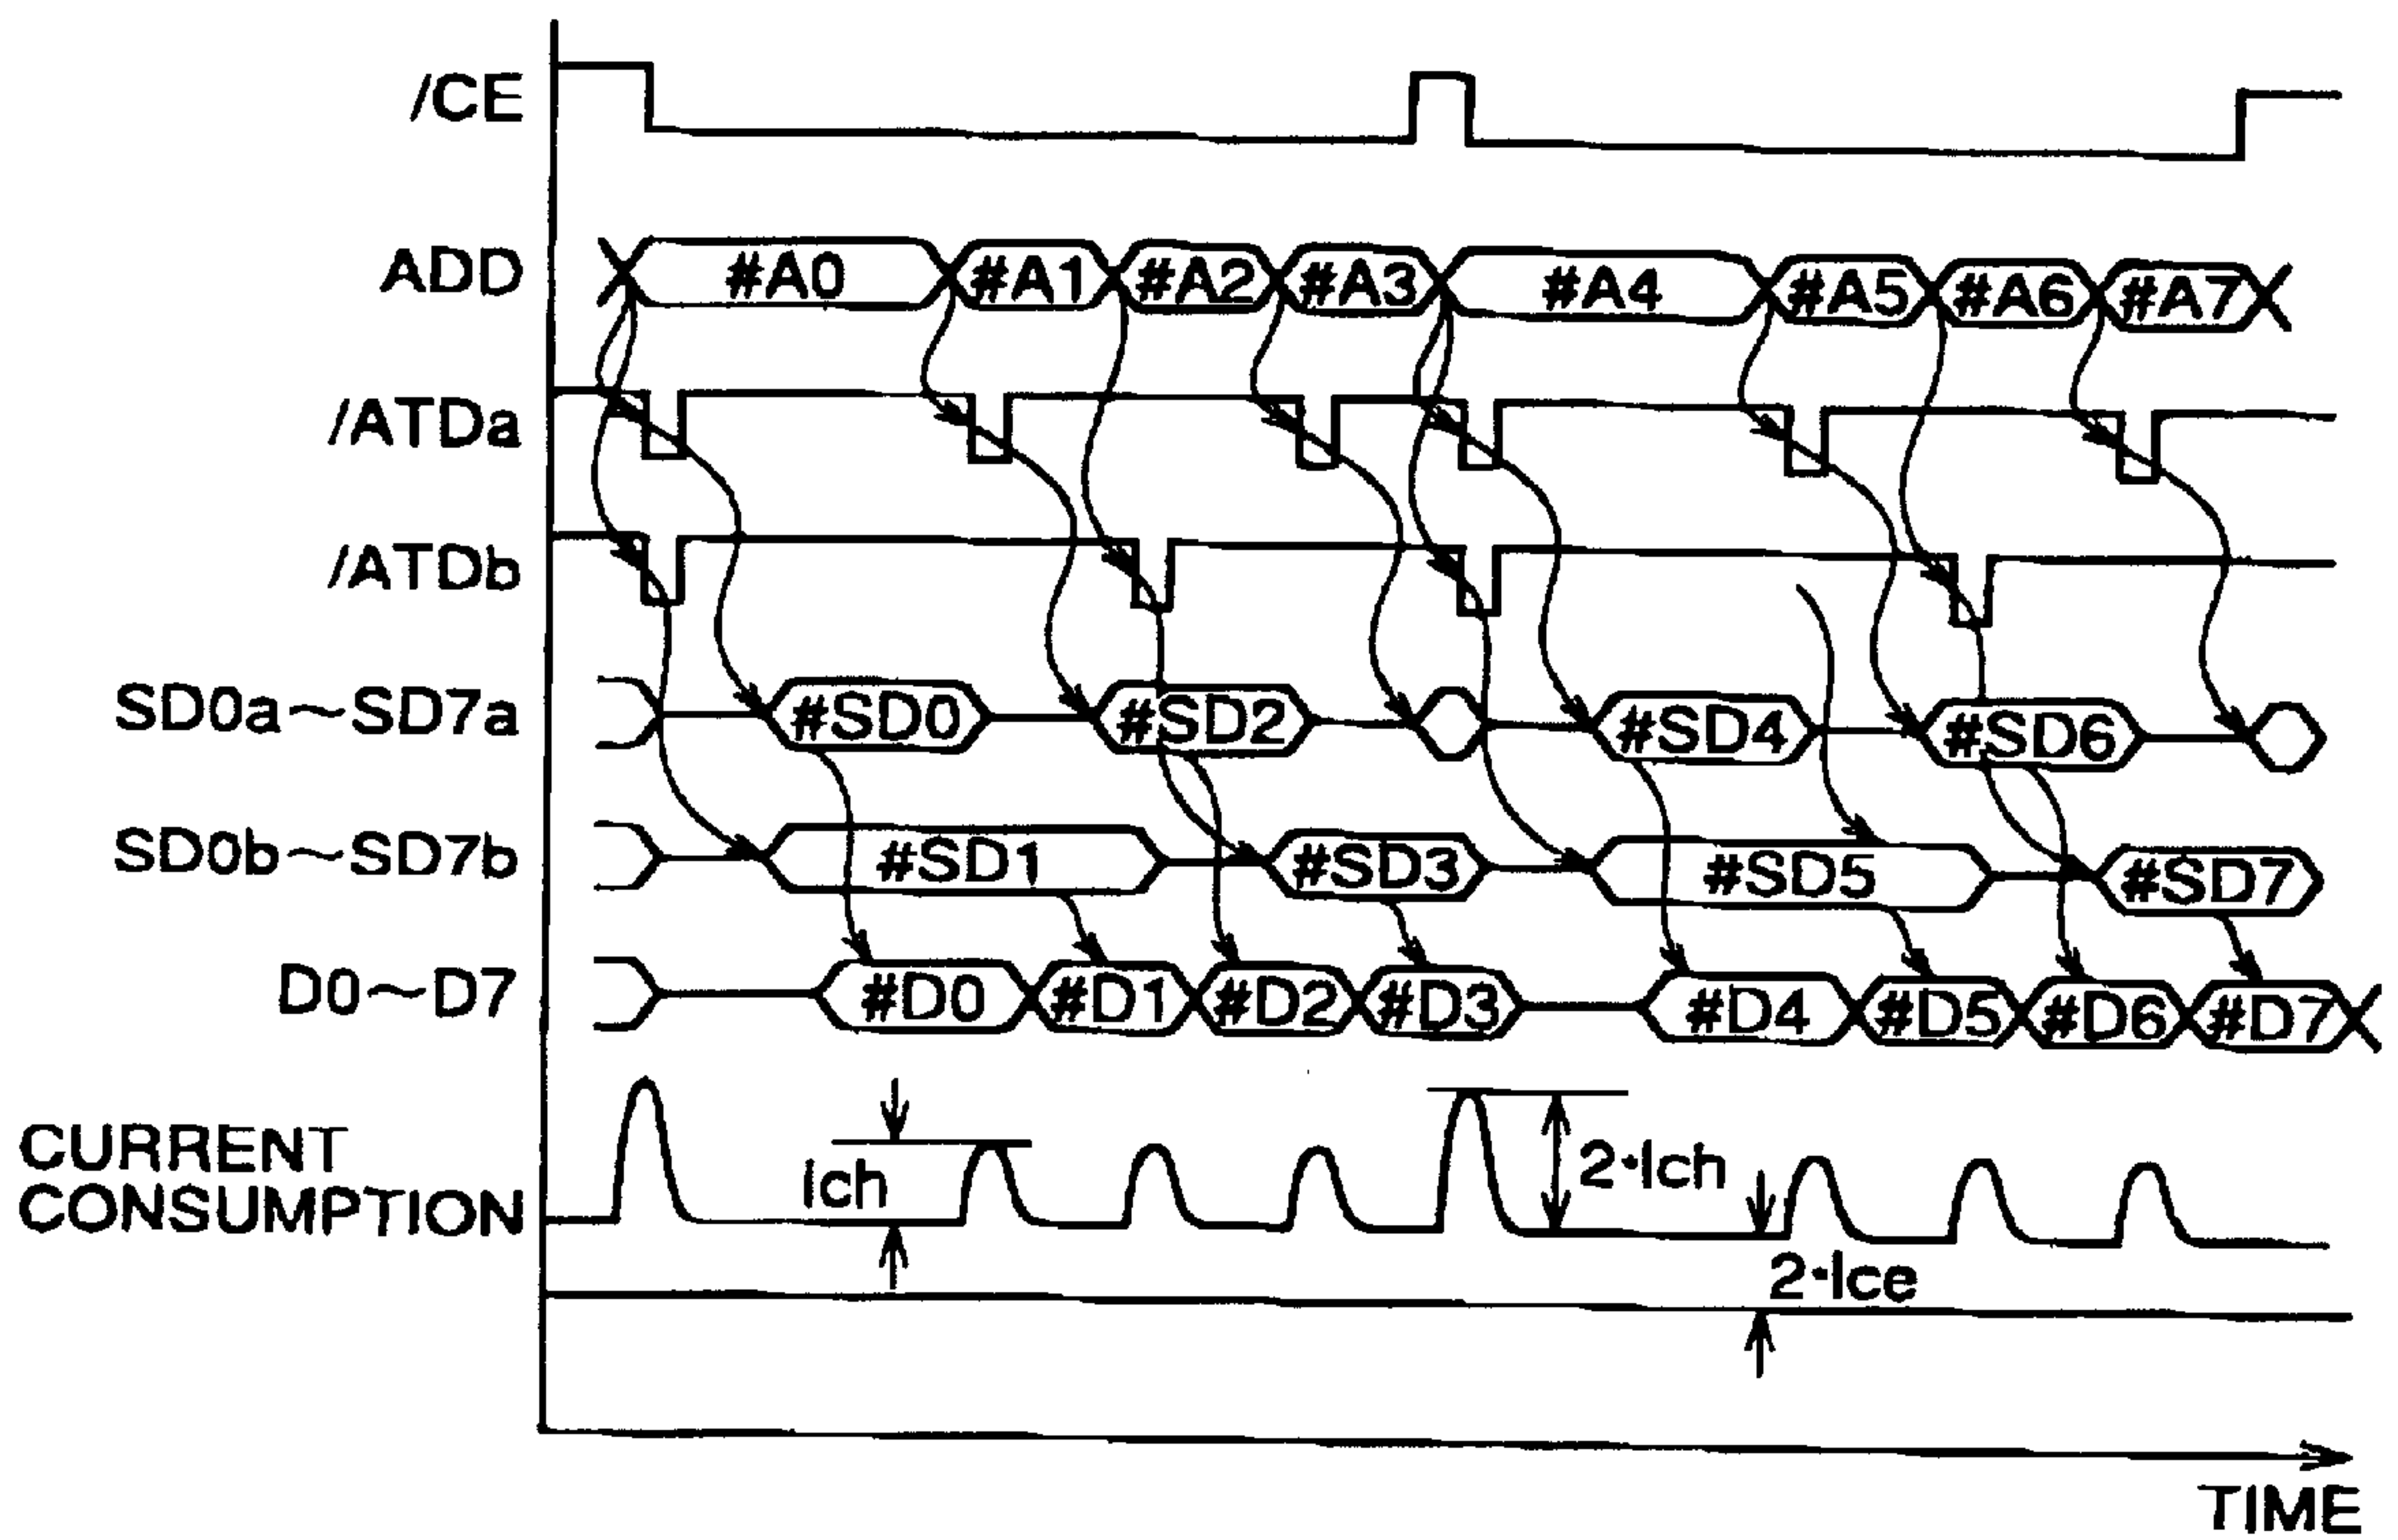 /CE
ADD
#A0 #A1 #A2 #A3 #A4 #A5 #A6 #A7
/ATDa
/ATDb
SD0a~SD7a
#SD0 #SD2 #SD4 #SD6
SD0b~SD7b
#SD1 #SD3 #SD5 #SD7
D0~D7
#D0 #D1 #D2 #D3 #D4 #D5 #D6 #D7
CURRENT
CONSUMPTION
Ich
2·Ich
2·Ice
TIME